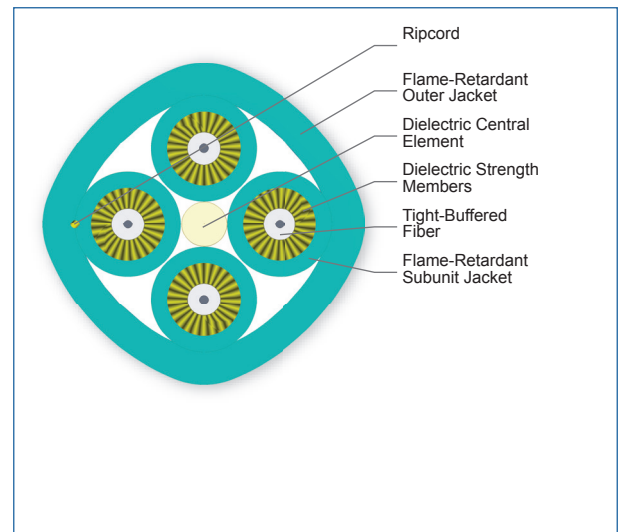 Ripcord
Flame-Retardant
Outer Jacket
Dielectric Central
Element
Dielectric Strength
Members
Tight-Buffered
Fiber
Flame-Retardant
Subunit Jacket